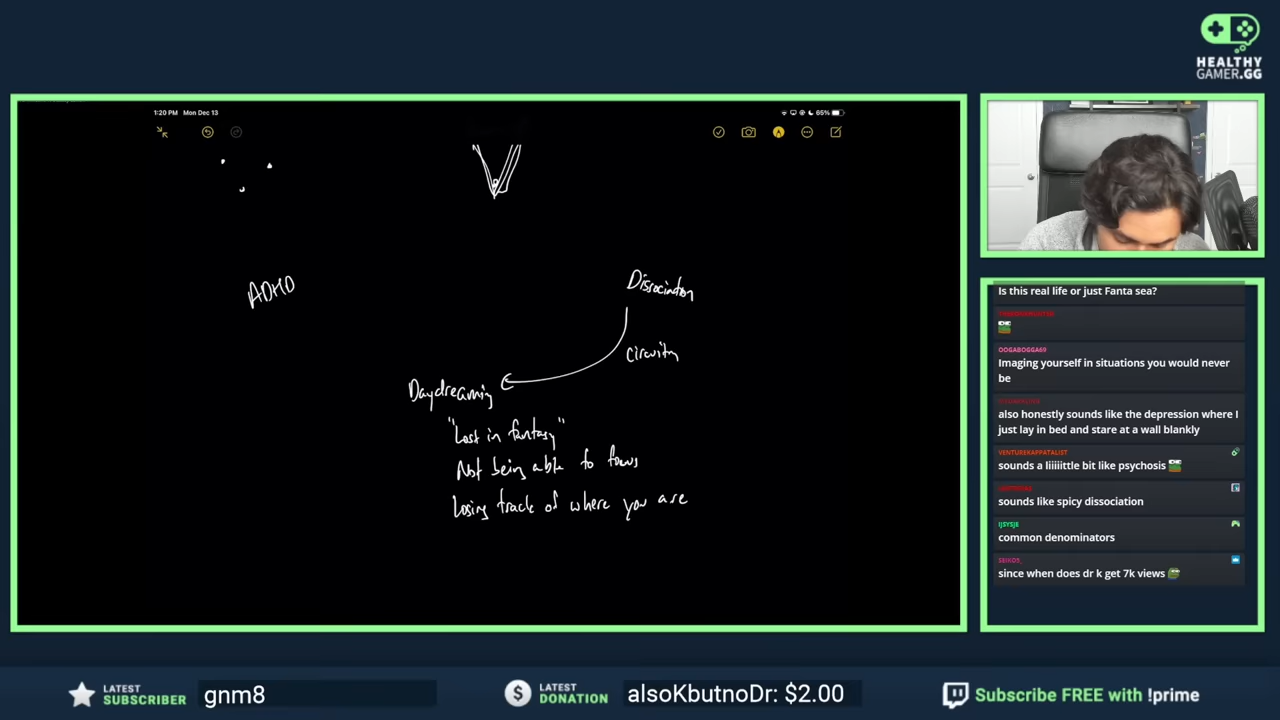 HEALTHY
GAMER.GG
1:20 PM Mon Dec 13
65%
ADHD
Dissociation
Circuitry
Daydreaming
"Lost in fantasy"
Not being able to focus
Losing track of where you are
Is this real life or just Fanta sea?
OOGABOGGA69
Imaging yourself in situations you would never
be
also honestly sounds like the depression where I
just lay in bed and stare at a wall blankly
VENTUREKAPPATALIST
sounds a liiiiittle bit like psychosis
sounds like spicy dissociation
IJSYSJE
common denominators
since when does dr k get 7k views
LATEST
SUBSCRIBER
gnm8
LATEST
DONATION
alsoKbutnoDr: $2.00
Subscribe FREE with !prime